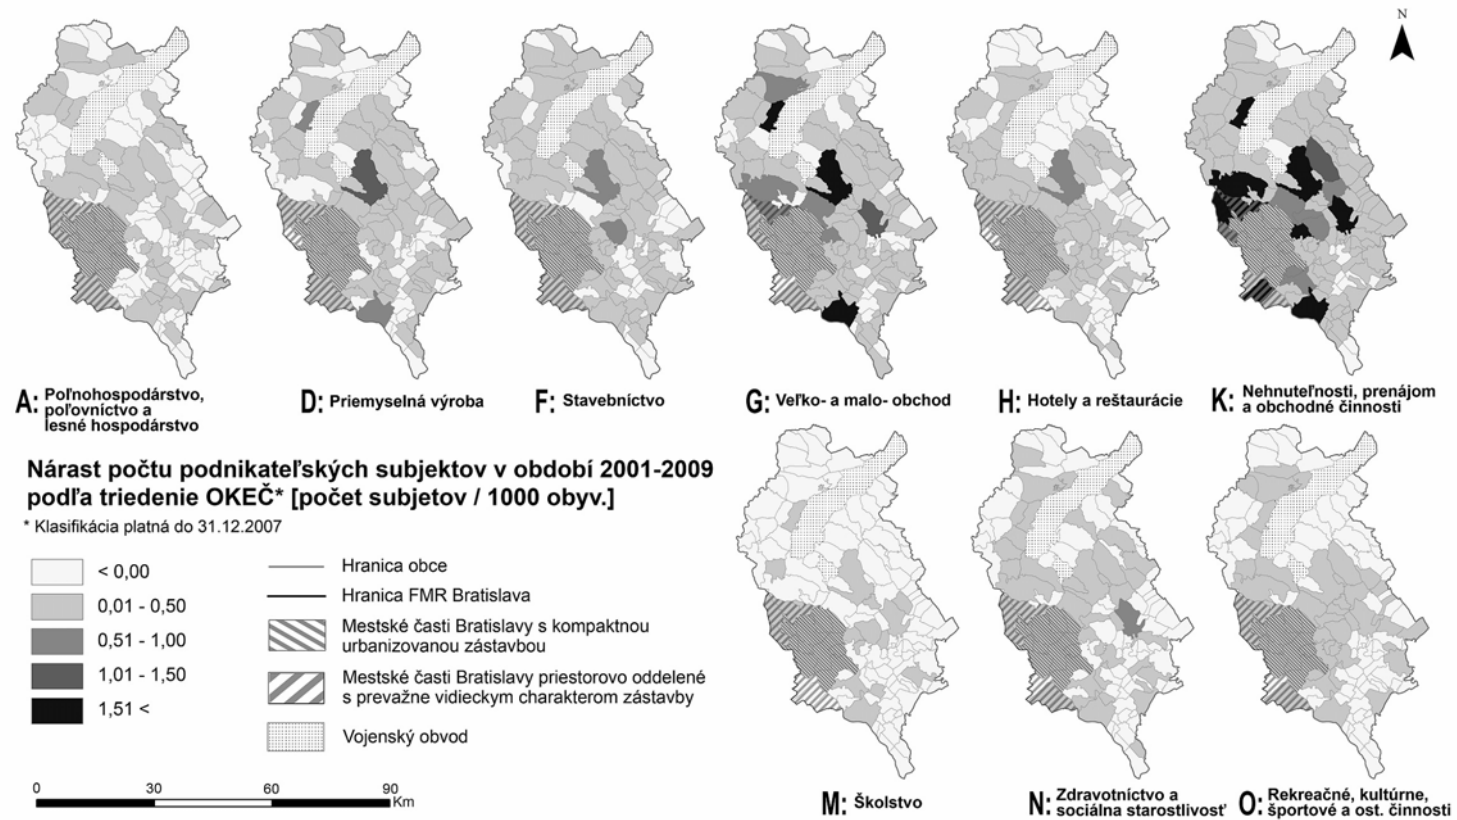 N
A: Poľnohospodárstvo,
poľovníctvo a
lesné hospodárstvo
D: Priemyselná výroba
F: Stavebníctvo
G: Veľko- a malo- obchod
H: Hotely a reštaurácie
K: Nehnuteľnosti, prenájom
a obchodné činnosti
Nárast počtu podnikateľských subjektov v období 2001-2009
podľa triedenie OKEČ* [počet subjetov / 1000 obyv.]
* Klasifikácia platná do 31.12.2007
< 0,00
0,01 - 0,50
0,51 - 1,00
1,01 - 1,50
1,51 <
Hranica obce
Hranica FMR Bratislava
Mestské časti Bratislavy s kompaktnou
urbanizovanou zástavbou
Mestské časti Bratislavy priestorovo oddelené
s prevažne vidieckym charakterom zástavby
Vojenský obvod
0 30 60 90
Km
M: Školstvo
N: Zdravotníctvo a
sociálna starostlivosť
O: Rekreačné, kultúrne,
športové a ost. činnosti